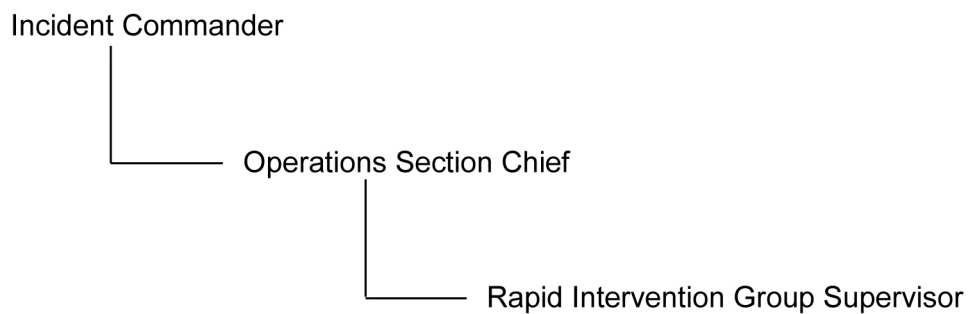 Incident Commander
Operations Section Chief
Rapid Intervention Group Supervisor